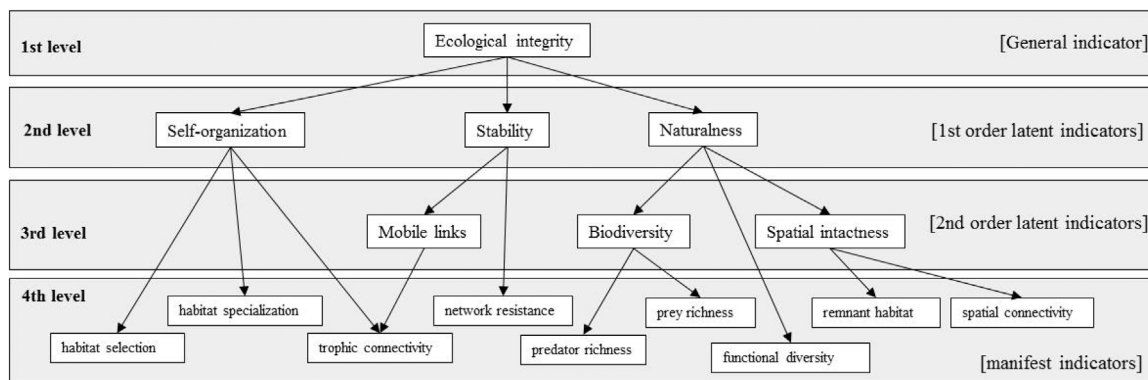 1st level
Ecological integrity
[General indicator]
2nd level
Self-organization
Stability
Naturalness
[1st order latent indicators]
3rd level
Mobile links
Biodiversity
Spatial intactness
[2nd order latent indicators]
4th level
habitat specialization
network resistance
prey richness
remnant habitat
spatial connectivity
habitat selection
trophic connectivity
predator richness
functional diversity
[manifest indicators]